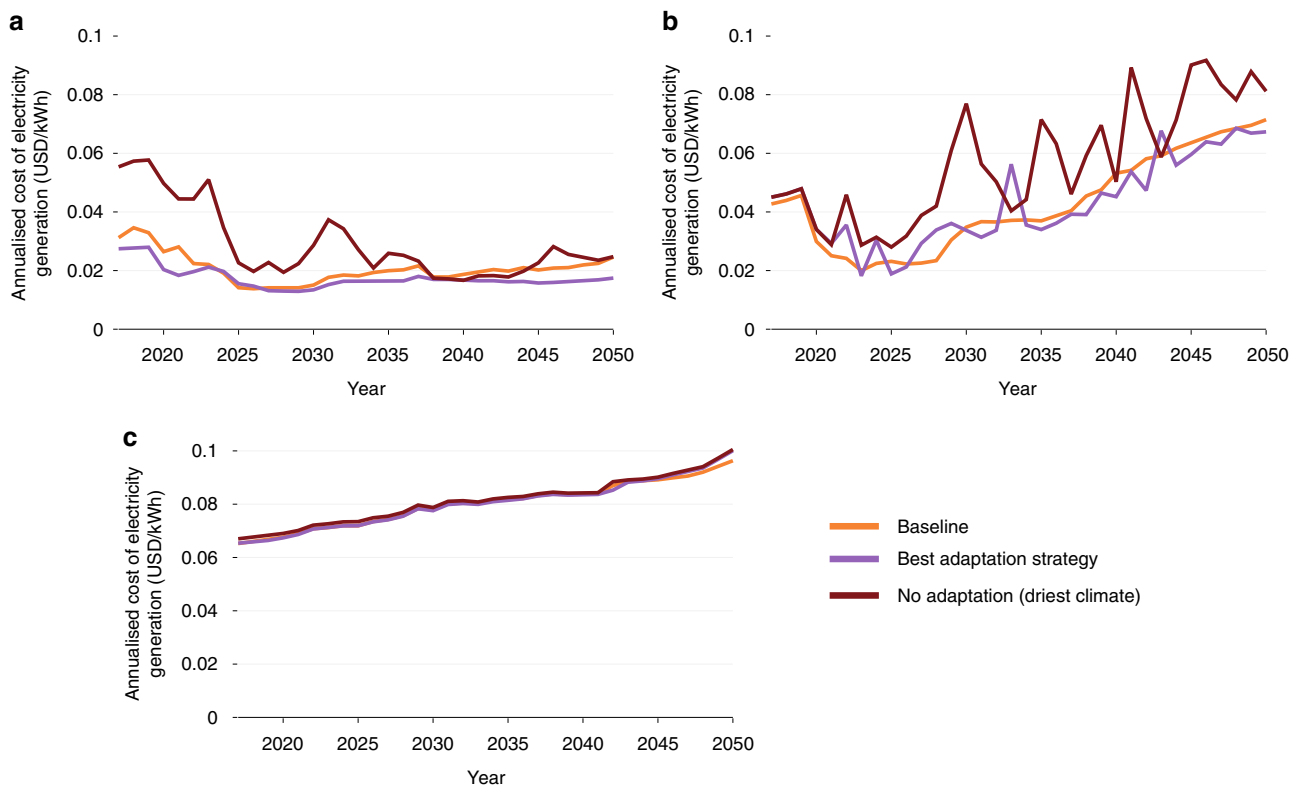 a
Annualised cost of electricity
generation (USD/kWh)
0.1
0.08
0.06
0.04
0.02
0
2020 2025 2030 2035 2040 2045 2050
Year
b
Annualised cost of electricity
generation (USD/kWh)
0.1
0.08
0.06
0.04
0.02
0
2020 2025 2030 2035 2040 2045 2050
Year
c
Annualised cost of electricity
generation (USD/kWh)
0.1
0.08
0.06
0.04
0.02
0
2020 2025 2030 2035 2040 2045 2050
Year
Baseline
Best adaptation strategy
No adaptation (driest climate)